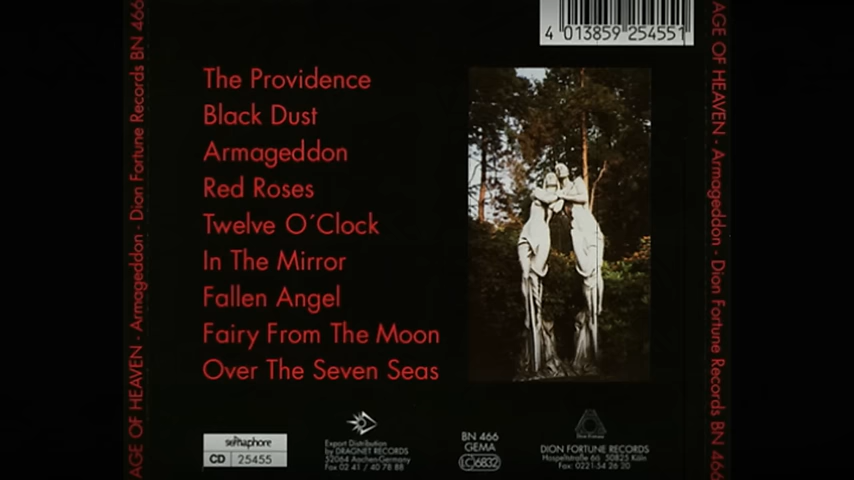 4 013859 254551
AGE OF HEAVEN · Armageddon · Dion Fortune Records BN 466
The Providence
Black Dust
Armageddon
Red Roses
Twelve O´Clock
In The Mirror
Fallen Angel
Fairy From The Moon
Over The Seven Seas
semaphore
CD 25455
Export Distribution
by DRAGNET RECORDS
52064 Aachen-Germany
Fax 02 41 / 40 78 88
BN 466
GEMA
LC 6832
Dion Fortune
DION FORTUNE RECORDS
Hospeltstraße 66 50825 Köln
Fax: 0221-54 26 20
AGE OF HEAVEN · Armageddon · Dion Fortune Records BN 466